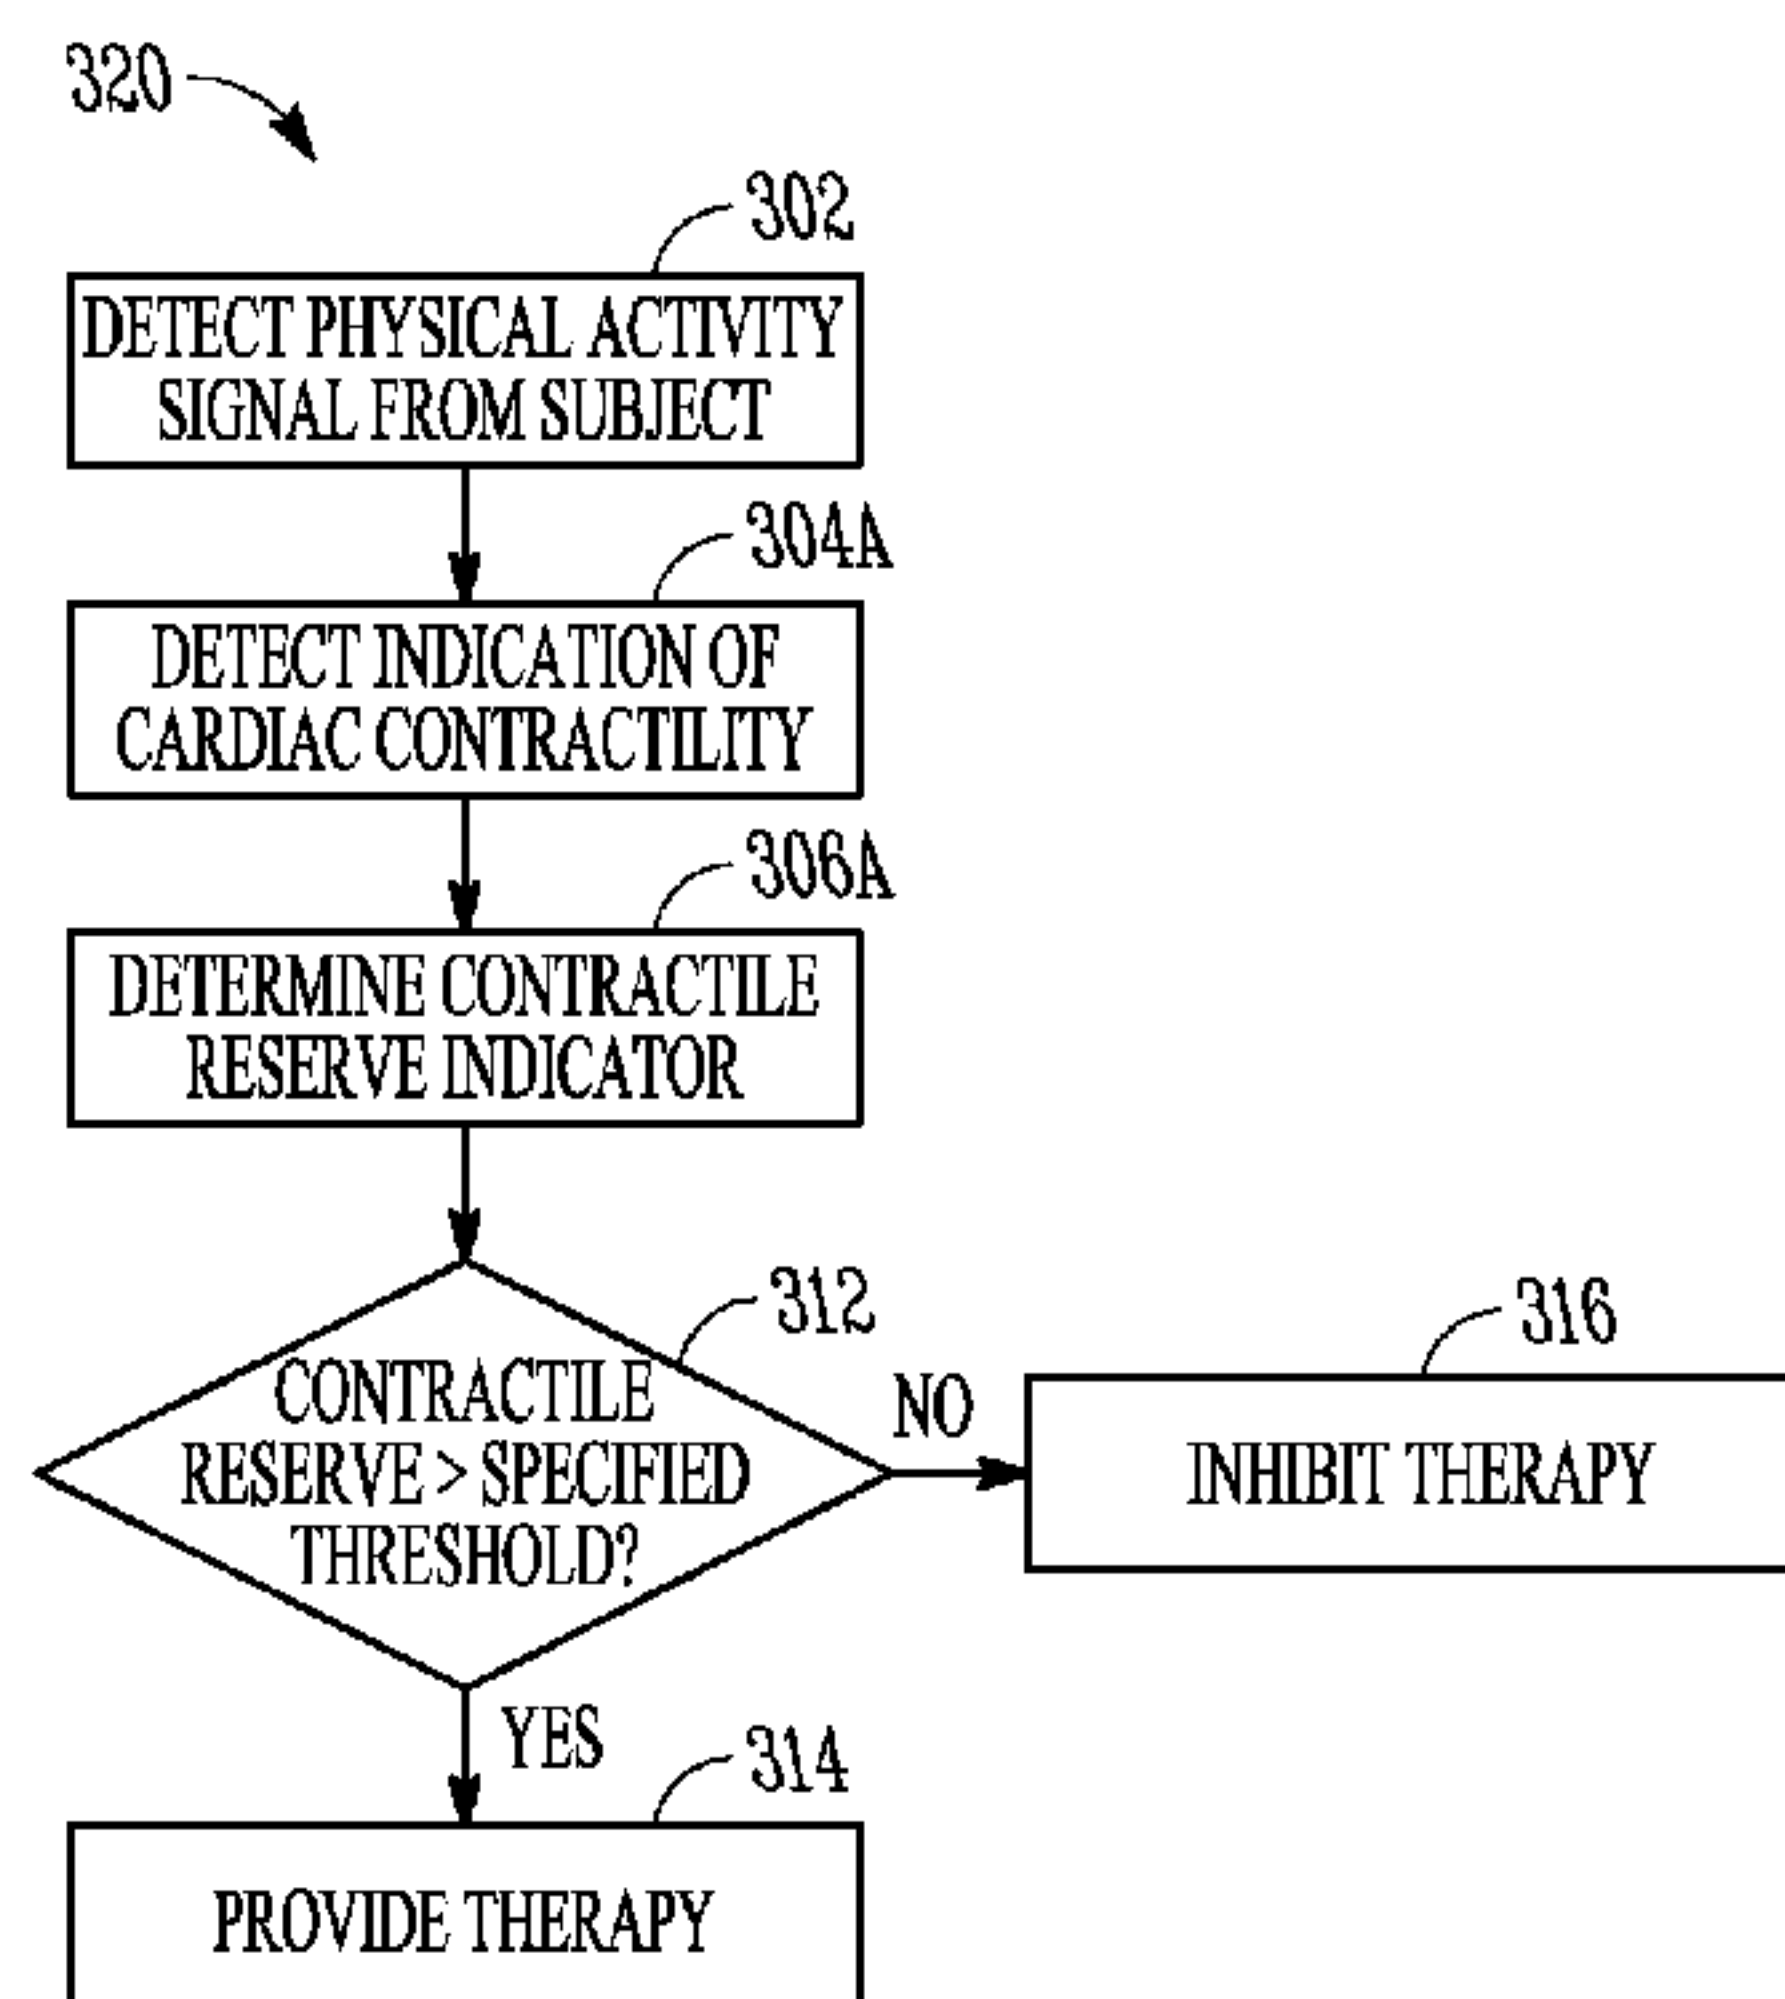 320
302
DETECT PHYSICAL ACTIVITY
SIGNAL FROM SUBJECT
304A
DETECT INDICATION OF
CARDIAC CONTRACTILITY
306A
DETERMINE CONTRACTILE
RESERVE INDICATOR
312
CONTRACTILE
RESERVE > SPECIFIED
THRESHOLD?
NO
316
INHIBIT THERAPY
YES
314
PROVIDE THERAPY